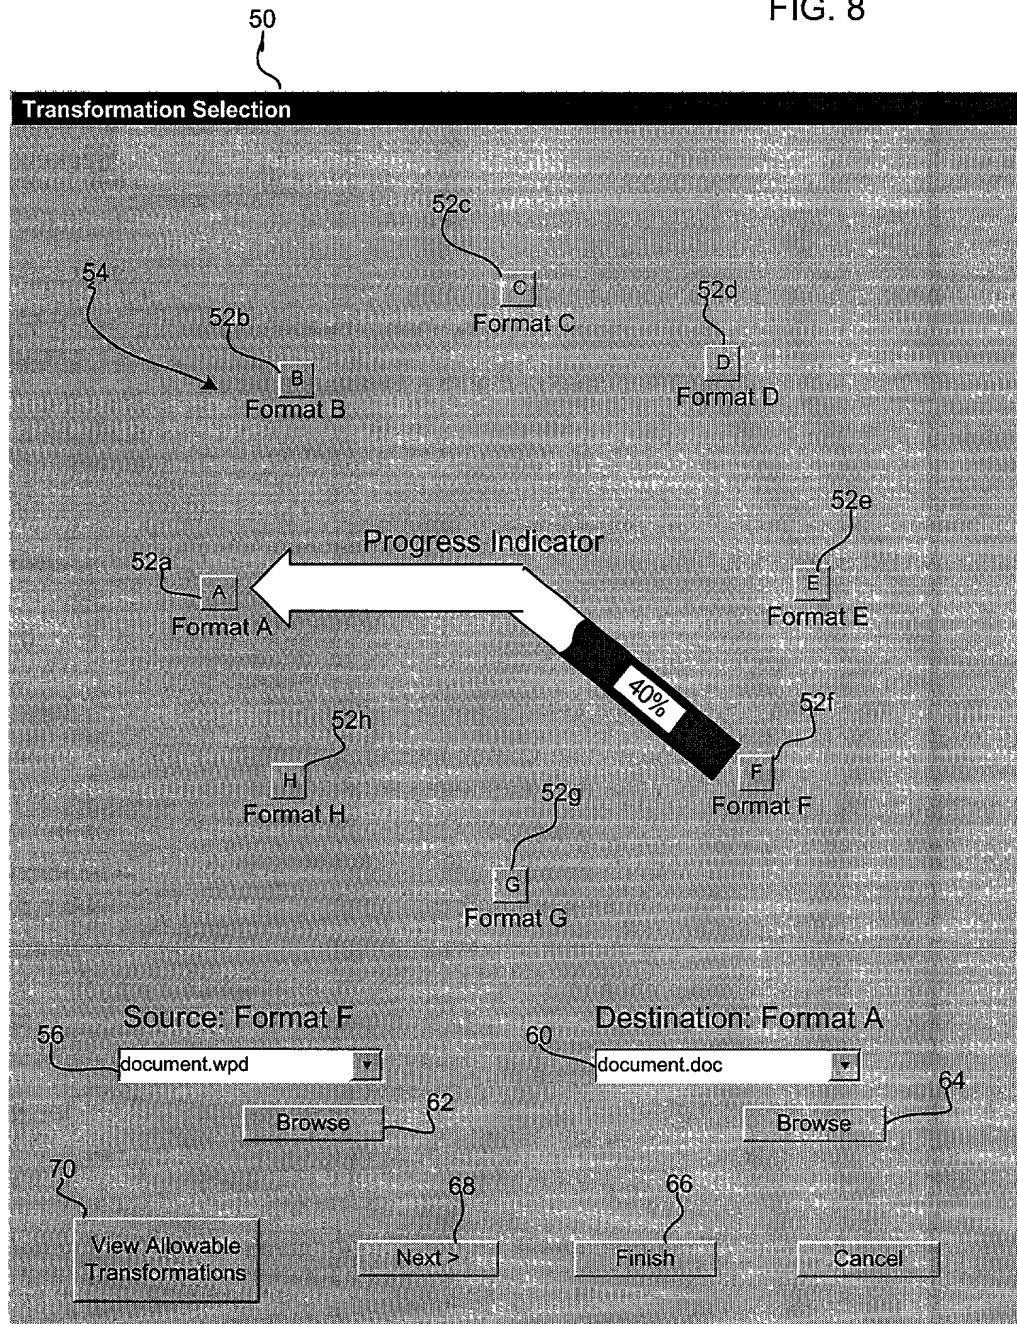 FIG. 8
50
Transformation Selection
52c
54
C
52d
Format C
52b
D
B
Format D
Format B
52e
Progress Indicator
52a
E
A
Format E
Format A
40%
52h
52f
F
H
52g
Format F
Format H
G
Format G
Source: Format F
Destination: Format A
56
60
document.wpd
document.doc
62
64
Browse
Browse
70
68
66
View Allowable
Transformations
Next >
Finish
Cancel